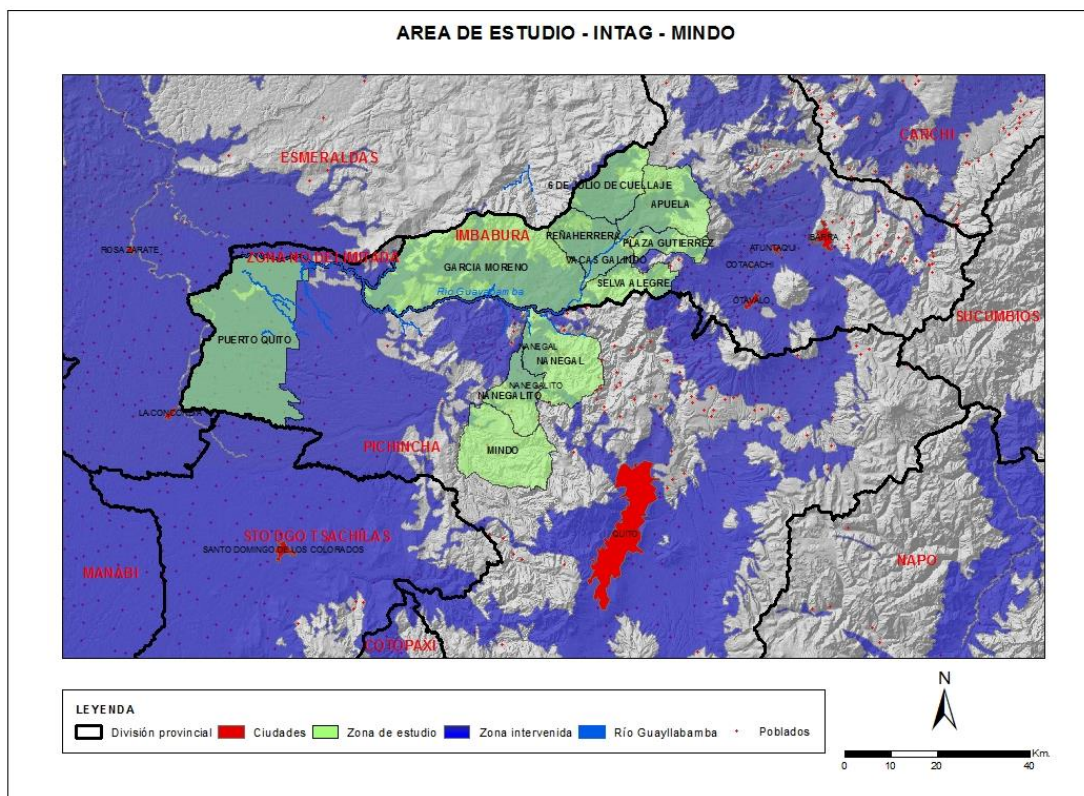 AREA DE ESTUDIO - INTAG - MINDO
CARCHI
ESMERALDAS
6 DE JULIO DE CUELLAJE
APUELA
IMBABURA
PEÑAHERRERA
PLAZA GUTIERREZ
IBARRA
ROSA ZARATE
ATUNTAQUI
ZONA NO DELIMITADA
GARCIA MORENO
VACAS GALINDO
COTACACHI
SELVA ALEGRE
Río Guayllabamba
OTAVALO
SUCUMBIOS
PUERTO QUITO
NANEGAL
NANEGAL
NANEGALITO
NANEGALITO
LA CONCORDIA
PICHINCHA
MINDO
STO DGO TSACHILAS
QUITO
SANTO DOMINGO DE LOS COLORADOS
MANABI
NAPO
COTOPAXI
N
LEYENDA
División provincial Ciudades Zona de estudio Zona intervenida Río Guayllabamba Poblados
Km.
0 10 20 40